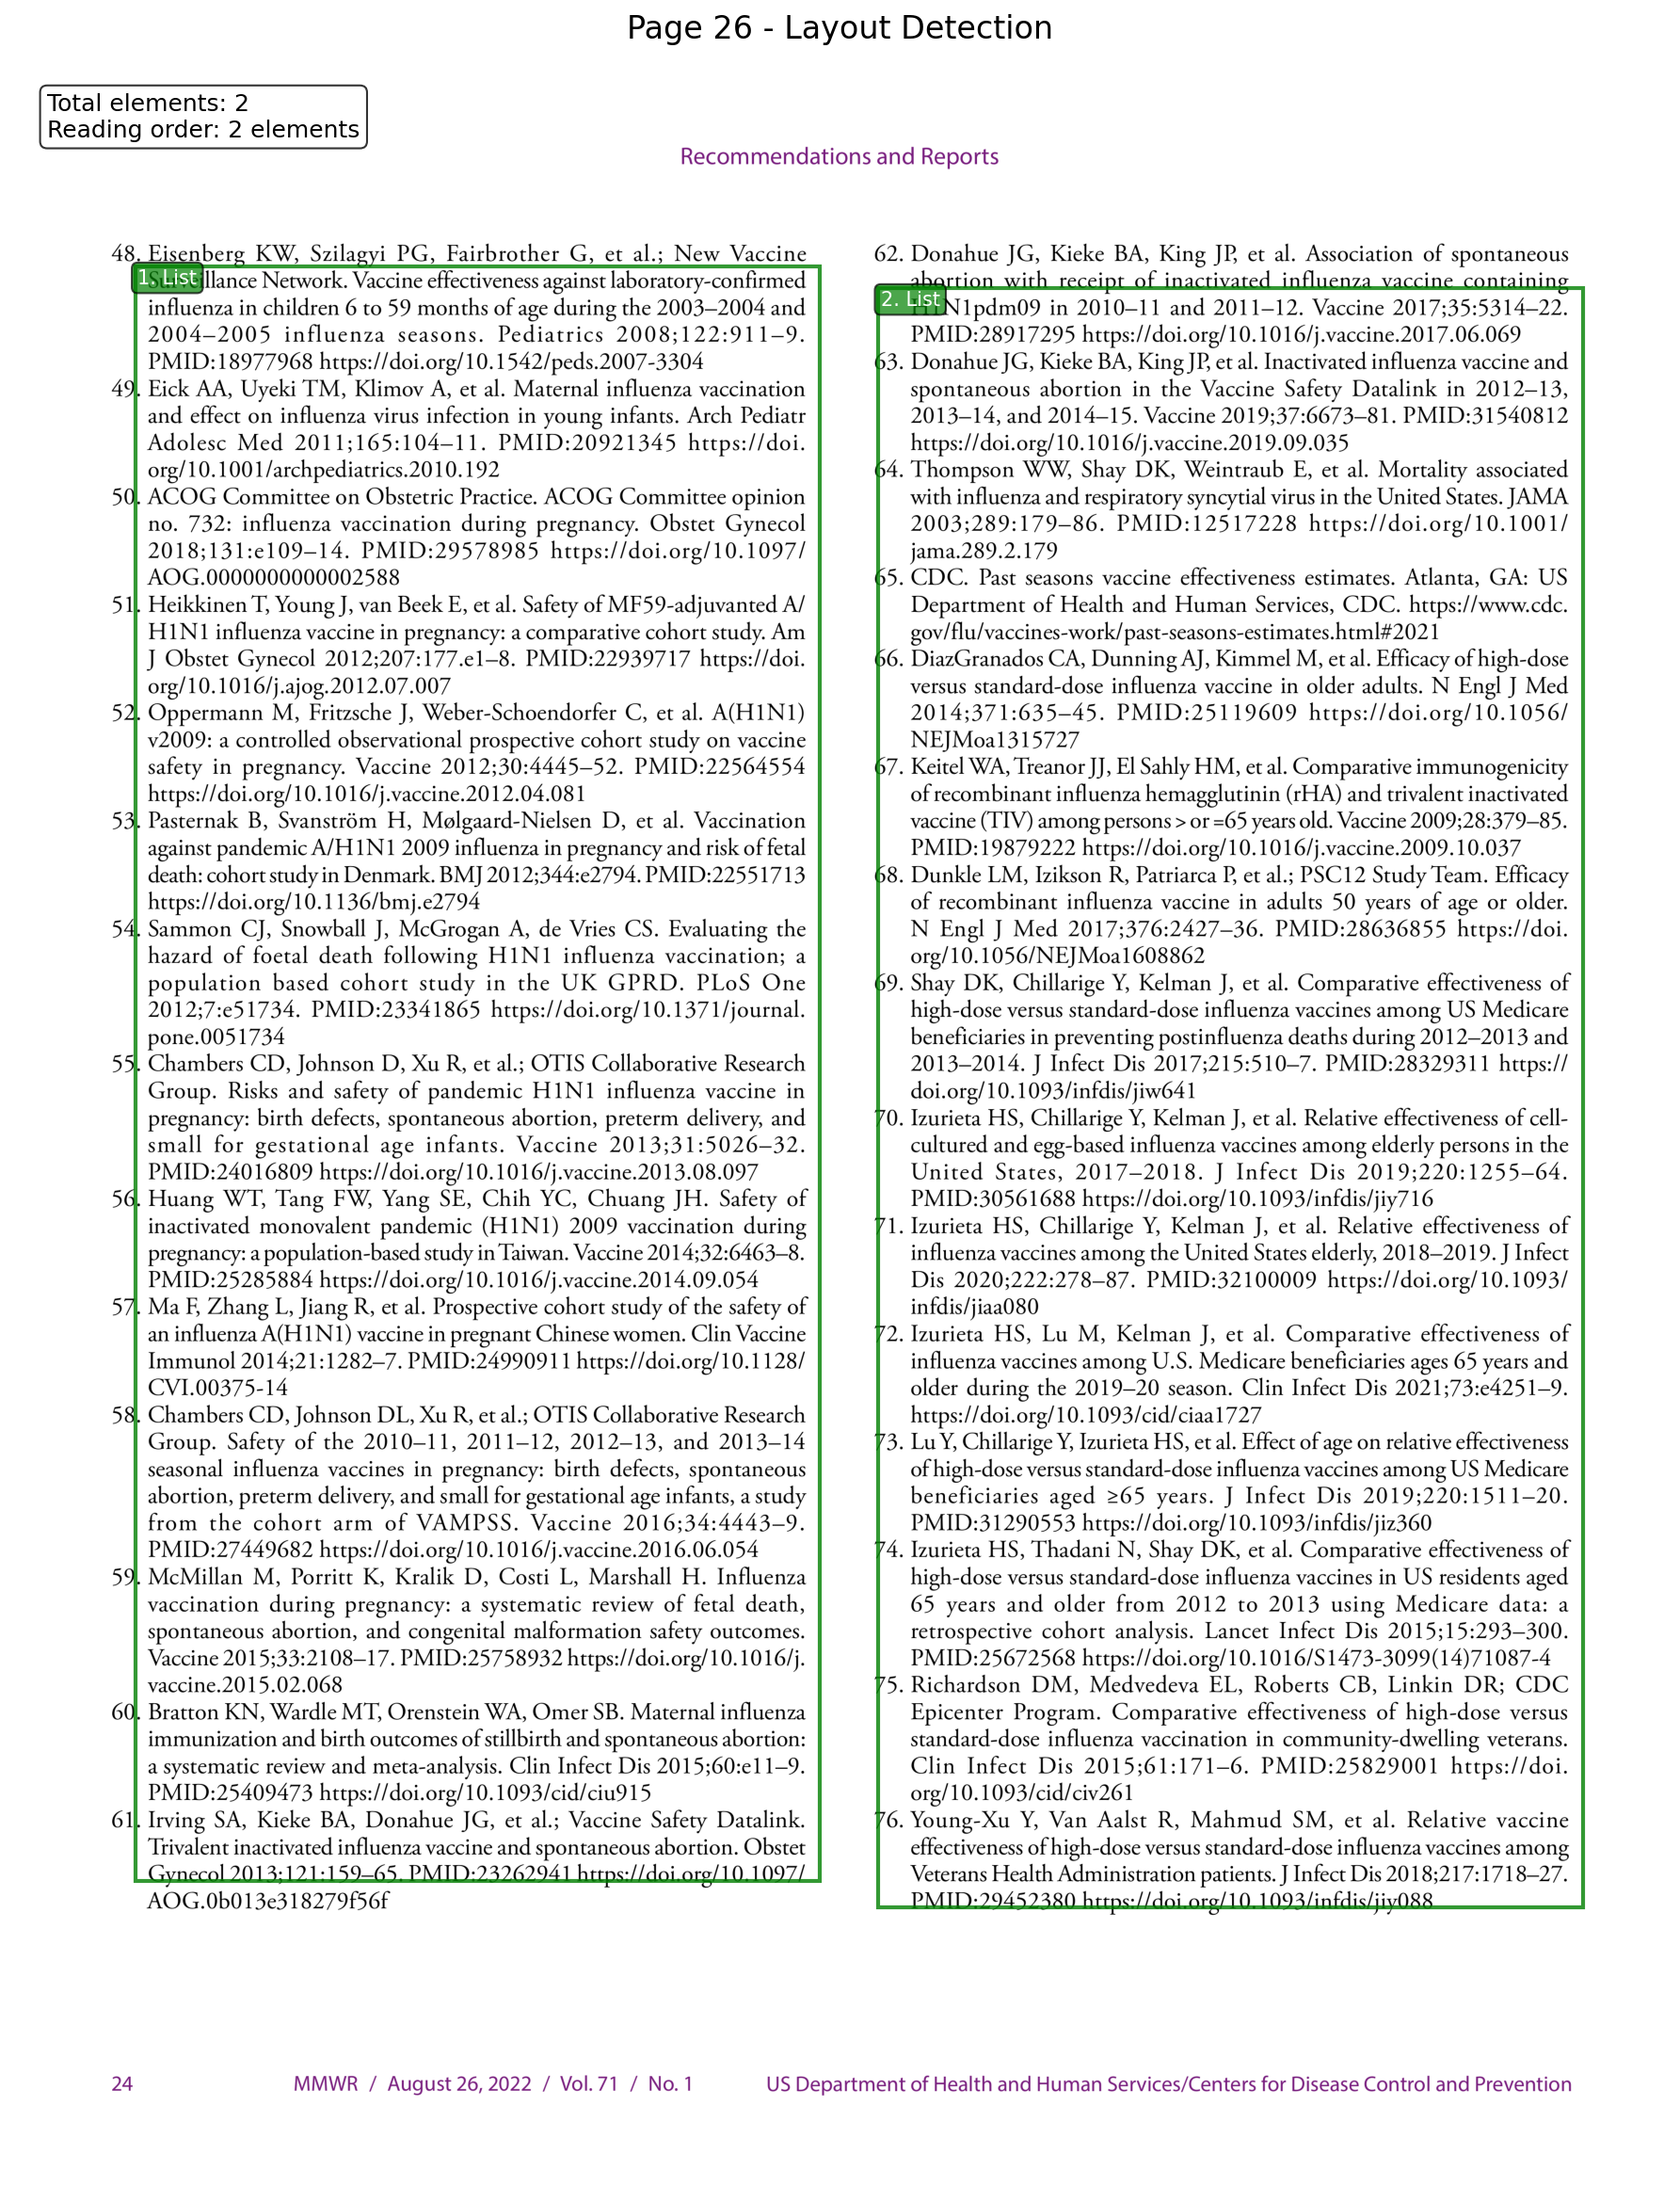 Page 26 - Layout Detection
Total elements: 2
Reading order: 2 elements
Recommendations and Reports
48. Eisenberg KW, Szilagyi PG, Fairbrother G, et al.; New Vaccine
1. List
Surveillance Network. Vaccine effectiveness against laboratory-confirmed
influenza in children 6 to 59 months of age during the 2003–2004 and
2004–2005 influenza seasons. Pediatrics 2008;122:911–9.
PMID:18977968 https://doi.org/10.1542/peds.2007-3304
49. Eick AA, Uyeki TM, Klimov A, et al. Maternal influenza vaccination
and effect on influenza virus infection in young infants. Arch Pediatr
Adolesc Med 2011;165:104–11. PMID:20921345 https://doi.
org/10.1001/archpediatrics.2010.192
50. ACOG Committee on Obstetric Practice. ACOG Committee opinion
no. 732: influenza vaccination during pregnancy. Obstet Gynecol
2018;131:e109–14. PMID:29578985 https://doi.org/10.1097/
AOG.0000000000002588
51. Heikkinen T, Young J, van Beek E, et al. Safety of MF59-adjuvanted A/
H1N1 influenza vaccine in pregnancy: a comparative cohort study. Am
J Obstet Gynecol 2012;207:177.e1–8. PMID:22939717 https://doi.
org/10.1016/j.ajog.2012.07.007
52. Oppermann M, Fritzsche J, Weber-Schoendorfer C, et al. A(H1N1)
v2009: a controlled observational prospective cohort study on vaccine
safety in pregnancy. Vaccine 2012;30:4445–52. PMID:22564554
https://doi.org/10.1016/j.vaccine.2012.04.081
53. Pasternak B, Svanström H, Mølgaard-Nielsen D, et al. Vaccination
against pandemic A/H1N1 2009 influenza in pregnancy and risk of fetal
death: cohort study in Denmark. BMJ 2012;344:e2794. PMID:22551713
https://doi.org/10.1136/bmj.e2794
54. Sammon CJ, Snowball J, McGrogan A, de Vries CS. Evaluating the
hazard of foetal death following H1N1 influenza vaccination; a
population based cohort study in the UK GPRD. PLoS One
2012;7:e51734. PMID:23341865 https://doi.org/10.1371/journal.
pone.0051734
55. Chambers CD, Johnson D, Xu R, et al.; OTIS Collaborative Research
Group. Risks and safety of pandemic H1N1 influenza vaccine in
pregnancy: birth defects, spontaneous abortion, preterm delivery, and
small for gestational age infants. Vaccine 2013;31:5026–32.
PMID:24016809 https://doi.org/10.1016/j.vaccine.2013.08.097
56. Huang WT, Tang FW, Yang SE, Chih YC, Chuang JH. Safety of
inactivated monovalent pandemic (H1N1) 2009 vaccination during
pregnancy: a population-based study in Taiwan. Vaccine 2014;32:6463–8.
PMID:25285884 https://doi.org/10.1016/j.vaccine.2014.09.054
57. Ma F, Zhang L, Jiang R, et al. Prospective cohort study of the safety of
an influenza A(H1N1) vaccine in pregnant Chinese women. Clin Vaccine
Immunol 2014;21:1282–7. PMID:24990911 https://doi.org/10.1128/
CVI.00375-14
58. Chambers CD, Johnson DL, Xu R, et al.; OTIS Collaborative Research
Group. Safety of the 2010–11, 2011–12, 2012–13, and 2013–14
seasonal influenza vaccines in pregnancy: birth defects, spontaneous
abortion, preterm delivery, and small for gestational age infants, a study
from the cohort arm of VAMPSS. Vaccine 2016;34:4443–9.
PMID:27449682 https://doi.org/10.1016/j.vaccine.2016.06.054
59. McMillan M, Porritt K, Kralik D, Costi L, Marshall H. Influenza
vaccination during pregnancy: a systematic review of fetal death,
spontaneous abortion, and congenital malformation safety outcomes.
Vaccine 2015;33:2108–17. PMID:25758932 https://doi.org/10.1016/j.
vaccine.2015.02.068
60. Bratton KN, Wardle MT, Orenstein WA, Omer SB. Maternal influenza
immunization and birth outcomes of stillbirth and spontaneous abortion:
a systematic review and meta-analysis. Clin Infect Dis 2015;60:e11–9.
PMID:25409473 https://doi.org/10.1093/cid/ciu915
61. Irving SA, Kieke BA, Donahue JG, et al.; Vaccine Safety Datalink.
Trivalent inactivated influenza vaccine and spontaneous abortion. Obstet
Gynecol 2013;121:159–65. PMID:23262941 https://doi.org/10.1097/
AOG.0b013e318279f56f
62. Donahue JG, Kieke BA, King JP, et al. Association of spontaneous
abortion with receipt of inactivated influenza vaccine containing
2. List
H1N1pdm09 in 2010–11 and 2011–12. Vaccine 2017;35:5314–22.
PMID:28917295 https://doi.org/10.1016/j.vaccine.2017.06.069
63. Donahue JG, Kieke BA, King JP, et al. Inactivated influenza vaccine and
spontaneous abortion in the Vaccine Safety Datalink in 2012–13,
2013–14, and 2014–15. Vaccine 2019;37:6673–81. PMID:31540812
https://doi.org/10.1016/j.vaccine.2019.09.035
64. Thompson WW, Shay DK, Weintraub E, et al. Mortality associated
with influenza and respiratory syncytial virus in the United States. JAMA
2003;289:179–86. PMID:12517228 https://doi.org/10.1001/
jama.289.2.179
65. CDC. Past seasons vaccine effectiveness estimates. Atlanta, GA: US
Department of Health and Human Services, CDC. https://www.cdc.
gov/flu/vaccines-work/past-seasons-estimates.html#2021
66. DiazGranados CA, Dunning AJ, Kimmel M, et al. Efficacy of high-dose
versus standard-dose influenza vaccine in older adults. N Engl J Med
2014;371:635–45. PMID:25119609 https://doi.org/10.1056/
NEJMoa1315727
67. Keitel WA, Treanor JJ, El Sahly HM, et al. Comparative immunogenicity
of recombinant influenza hemagglutinin (rHA) and trivalent inactivated
vaccine (TIV) among persons > or =65 years old. Vaccine 2009;28:379–85.
PMID:19879222 https://doi.org/10.1016/j.vaccine.2009.10.037
68. Dunkle LM, Izikson R, Patriarca P, et al.; PSC12 Study Team. Efficacy
of recombinant influenza vaccine in adults 50 years of age or older.
N Engl J Med 2017;376:2427–36. PMID:28636855 https://doi.
org/10.1056/NEJMoa1608862
69. Shay DK, Chillarige Y, Kelman J, et al. Comparative effectiveness of
high-dose versus standard-dose influenza vaccines among US Medicare
beneficiaries in preventing postinfluenza deaths during 2012–2013 and
2013–2014. J Infect Dis 2017;215:510–7. PMID:28329311 https://
doi.org/10.1093/infdis/jiw641
70. Izurieta HS, Chillarige Y, Kelman J, et al. Relative effectiveness of cell-
cultured and egg-based influenza vaccines among elderly persons in the
United States, 2017–2018. J Infect Dis 2019;220:1255–64.
PMID:30561688 https://doi.org/10.1093/infdis/jiy716
71. Izurieta HS, Chillarige Y, Kelman J, et al. Relative effectiveness of
influenza vaccines among the United States elderly, 2018–2019. J Infect
Dis 2020;222:278–87. PMID:32100009 https://doi.org/10.1093/
infdis/jiaa080
72. Izurieta HS, Lu M, Kelman J, et al. Comparative effectiveness of
influenza vaccines among U.S. Medicare beneficiaries ages 65 years and
older during the 2019–20 season. Clin Infect Dis 2021;73:e4251–9.
https://doi.org/10.1093/cid/ciaa1727
73. Lu Y, Chillarige Y, Izurieta HS, et al. Effect of age on relative effectiveness
of high-dose versus standard-dose influenza vaccines among US Medicare
beneficiaries aged ≥65 years. J Infect Dis 2019;220:1511–20.
PMID:31290553 https://doi.org/10.1093/infdis/jiz360
74. Izurieta HS, Thadani N, Shay DK, et al. Comparative effectiveness of
high-dose versus standard-dose influenza vaccines in US residents aged
65 years and older from 2012 to 2013 using Medicare data: a
retrospective cohort analysis. Lancet Infect Dis 2015;15:293–300.
PMID:25672568 https://doi.org/10.1016/S1473-3099(14)71087-4
75. Richardson DM, Medvedeva EL, Roberts CB, Linkin DR; CDC
Epicenter Program. Comparative effectiveness of high-dose versus
standard-dose influenza vaccination in community-dwelling veterans.
Clin Infect Dis 2015;61:171–6. PMID:25829001 https://doi.
org/10.1093/cid/civ261
76. Young-Xu Y, Van Aalst R, Mahmud SM, et al. Relative vaccine
effectiveness of high-dose versus standard-dose influenza vaccines among
Veterans Health Administration patients. J Infect Dis 2018;217:1718–27.
PMID:29452380 https://doi.org/10.1093/infdis/jiy088
24 MMWR / August 26, 2022 / Vol. 71 / No. 1 US Department of Health and Human Services/Centers for Disease Control and Prevention